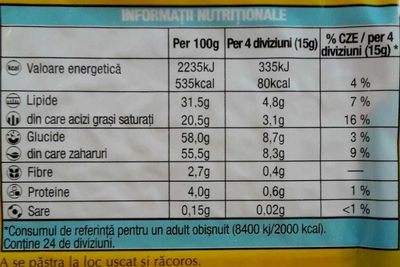 INFORMAȚII NUTRIȚIONALE
Per 100g Per 4 diviziuni (15g) % CZE / per 4 diviziuni (15g) *
kcal Valoare energetică 2235kJ 335kJ
535kcal 80kcal 4 %
Lipide 31.5g 4,8g 7 %
din care acizi grași saturați 20,5g 3.1g 16 %
Glucide 58,0g 8,7g 3 %
din care zaharuri 55,5g 8,3g 9 %
Fibre 2,7g 0,4g —
Proteine 4,0g 0,6g 1 %
Sare 0,15g 0,02g <1 %
*Consumul de referință pentru un adult obișnuit (8400 kj/2000 kcal).
Conține 24 de diviziuni.
A se păstra la loc uscat și răcoros.